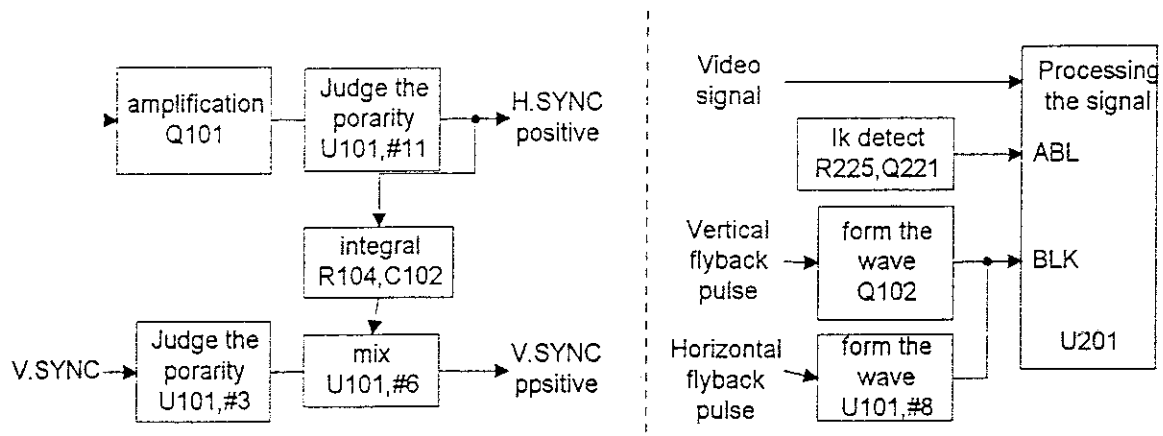 amplification
Q101
Judge the
porarity
U101,#11
H.SYNC
positive
integral
R104,C102
V.SYNC
Judge the
porarity
U101,#3
mix
U101,#6
V.SYNC
ppsitive
Video
signal
Processing
the signal
Ik detect
R225,Q221
ABL
Vertical
flyback
pulse
form the
wave
Q102
BLK
Horizontal
flyback
pulse
form the
wave
U101,#8
U201